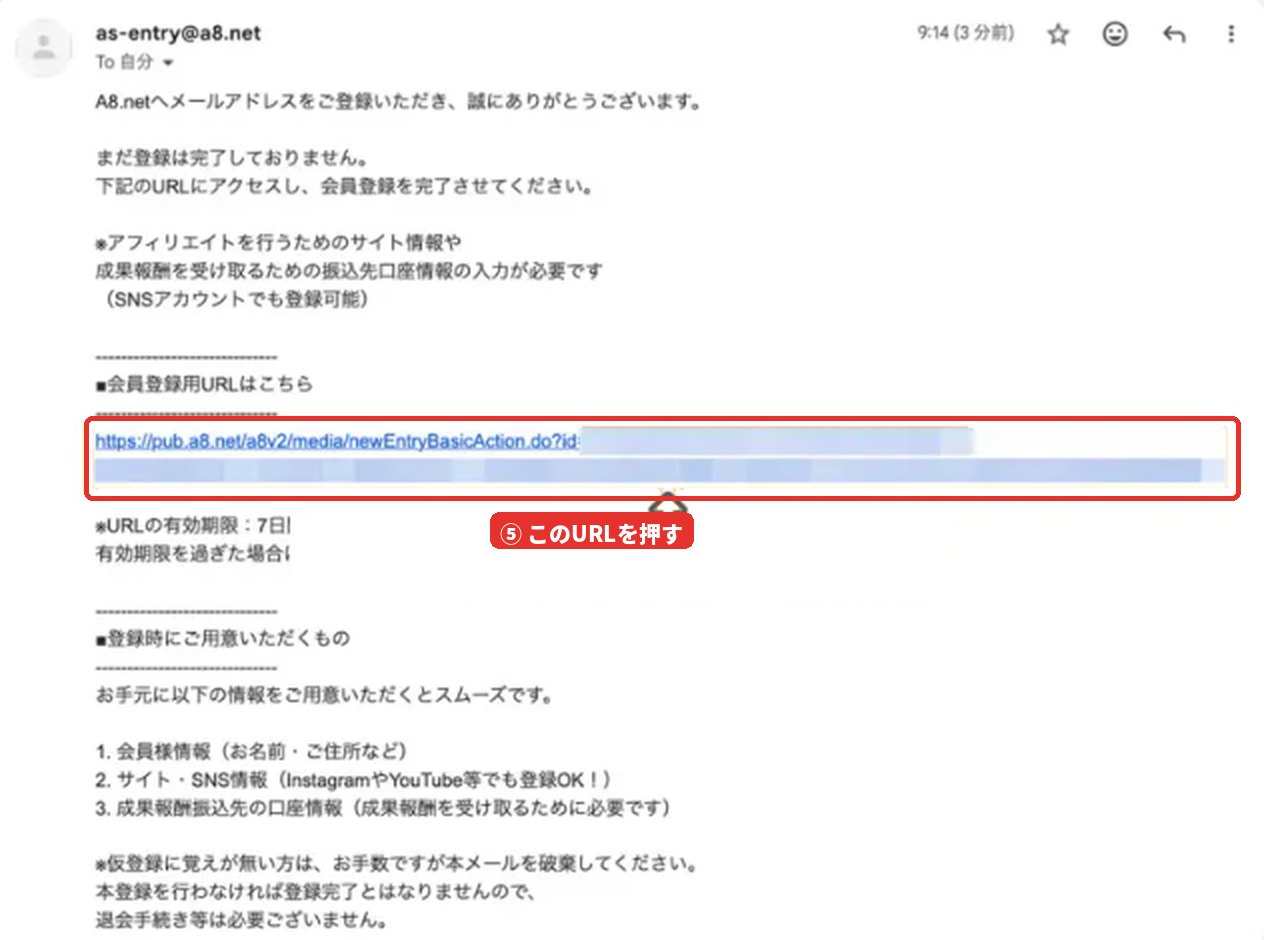 as-entry@a8.net
9:14 (3 分前)
To 自分
A8.netへメールアドレスをご登録いただき、誠にありがとうございます。
まだ登録は完了しておりません。
下記のURLにアクセスし、会員登録を完了させてください。
※アフィリエイトを行うためのサイト情報や
成果報酬を受け取るための振込先口座情報の入力が必要です
（SNSアカウントでも登録可能）
-----------------------------
■会員登録用URLはこちら
-----------------------------
https://pub.a8.net/a8v2/media/newEntryBasicAction.do?id=
⑤ このURLを押す
※URLの有効期限：7日
有効期限を過ぎた場合
-----------------------------
■登録時にご用意いただくもの
-----------------------------
お手元に以下の情報をご用意いただくとスムーズです。
1. 会員様情報（お名前・ご住所など）
2. サイト・SNS情報（InstagramやYouTube等でも登録OK！）
3. 成果報酬振込先の口座情報（成果報酬を受け取るために必要です）
※仮登録に覚えが無い方は、お手数ですが本メールを破棄してください。
本登録を行わなければ登録完了とはなりませんので、
退会手続き等は必要ございません。